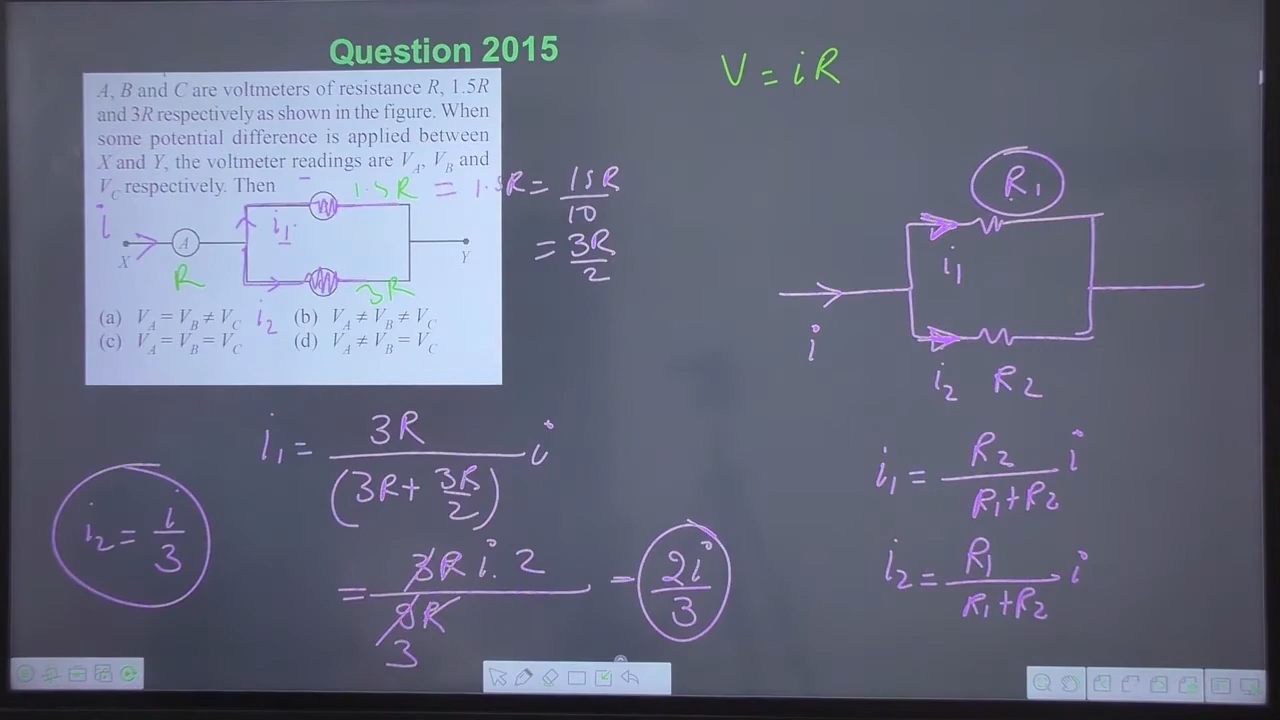 Question 2015
V = iR
A, B and C are voltmeters of resistance R, 1.5R
and 3R respectively as shown in the figure. When
some potential difference is applied between
X and Y, the voltmeter readings are V_A, V_B and
V_C respectively. Then
1.5R = 1.5R = 15R/10
= 3R/2
i
i₁
X
A
R
Y
3R
i₂
(a) V_A = V_B ≠ V_C (b) V_A ≠ V_B ≠ V_C
(c) V_A = V_B = V_C (d) V_A ≠ V_B = V_C
R₁
i₁
i
i₂ R₂
i₁ = 3R/(3R + 3R/2) i
= 3R i . 2/9R
3
= 2i/3
i₂ = i/3
i₁ = R₂/(R₁+R₂) i
i₂ = R₁/(R₁+R₂) i